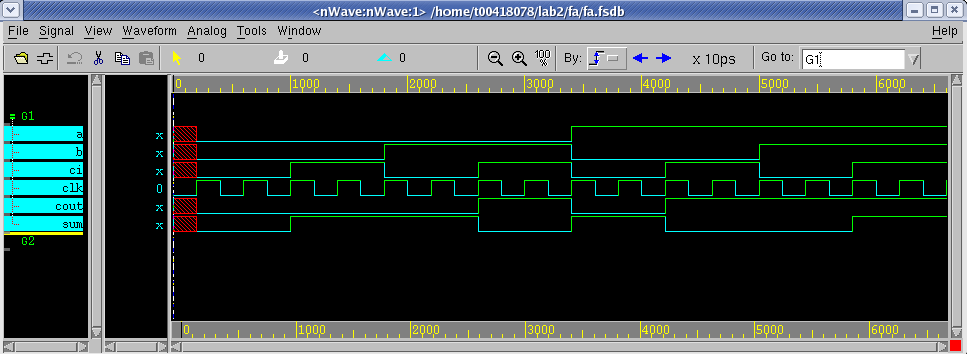 <nWave:nWave:1> /home/t00418078/lab2/fa/fa.fsdb
File Signal View Waveform Analog Tools Window Help
0 0 0 100 % By: x 10ps Go to: G1
0 1000 2000 3000 4000 5000 6000
G1
a x
b x
ci x
clk 0
cout x
sum x
G2
0 1000 2000 3000 4000 5000 6000